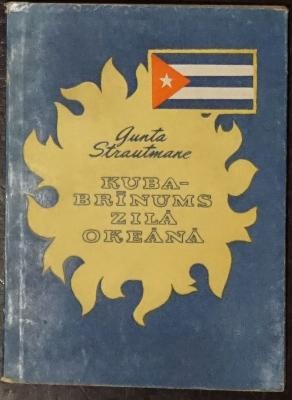 Gunta
Strautmane
KUBA-
BRĪNUMS
ZILĀ
OKEĀNĀ